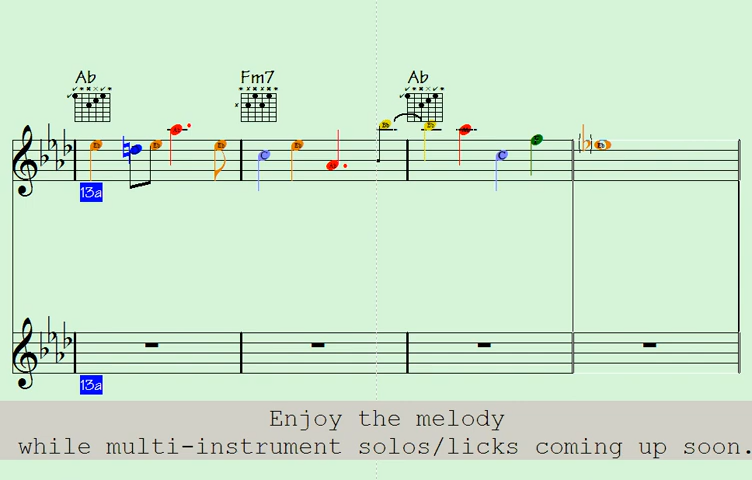 Ab Fm7 Ab
13a
13a
Enjoy the melody
while multi-instrument solos/licks coming up soon.